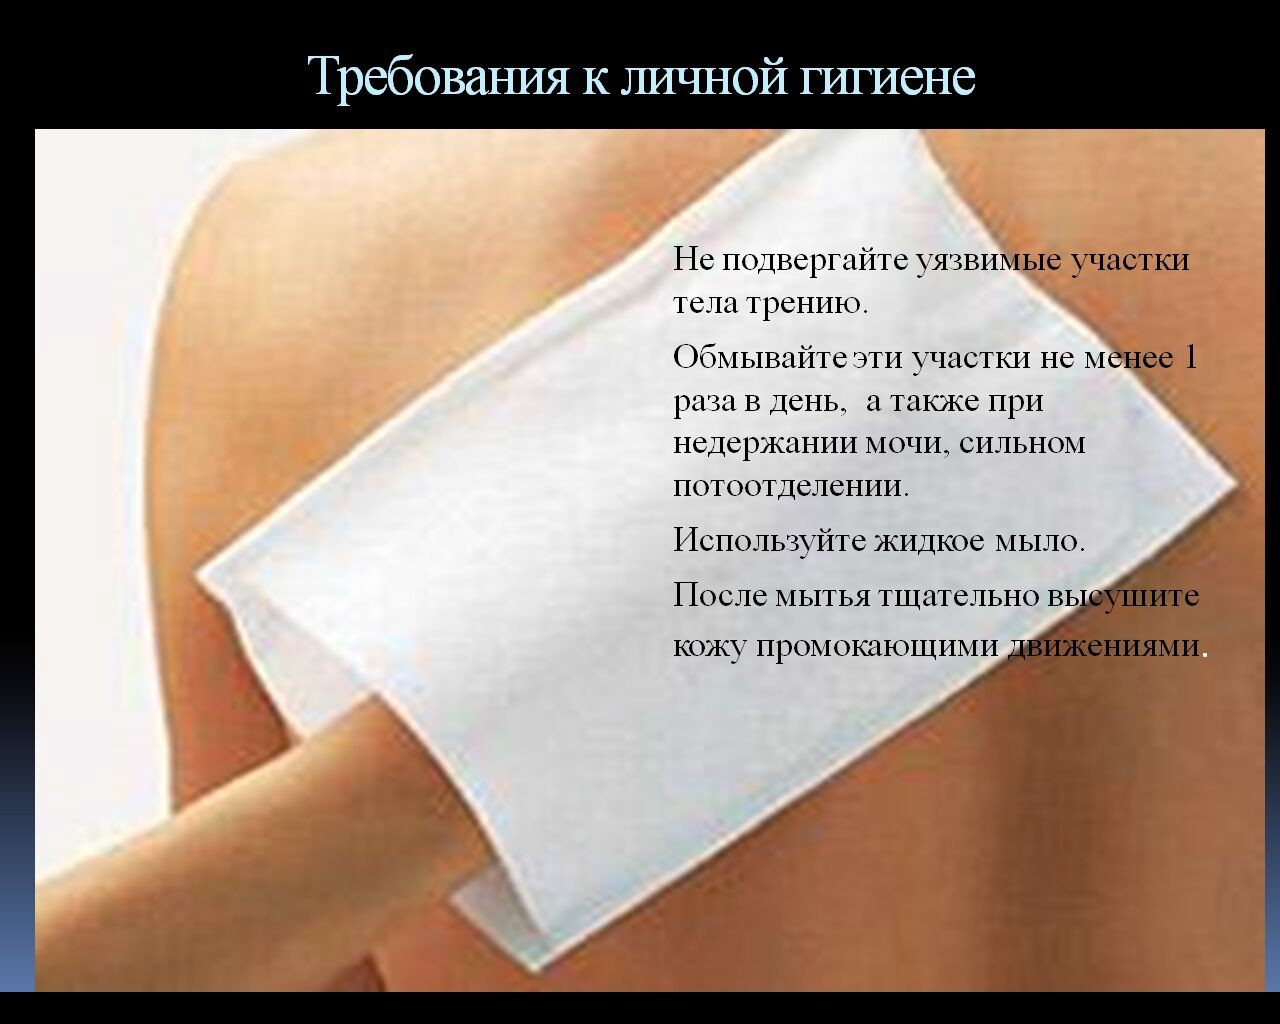 Требования к личной гигиене
Не подвергайте уязвимые участки
тела трению.
Обмывайте эти участки не менее 1
раза в день,  а также при
недержании мочи, сильном
потоотделении.
Используйте жидкое мыло.
После мытья тщательно высушите
кожу промокающими движениями.